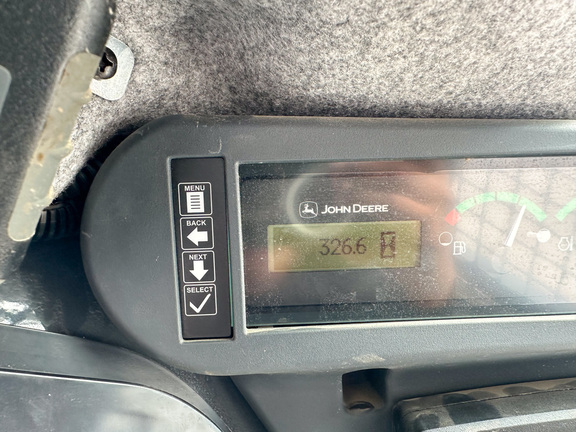 MENU
BACK
NEXT
SELECT
JOHN DEERE
326.6